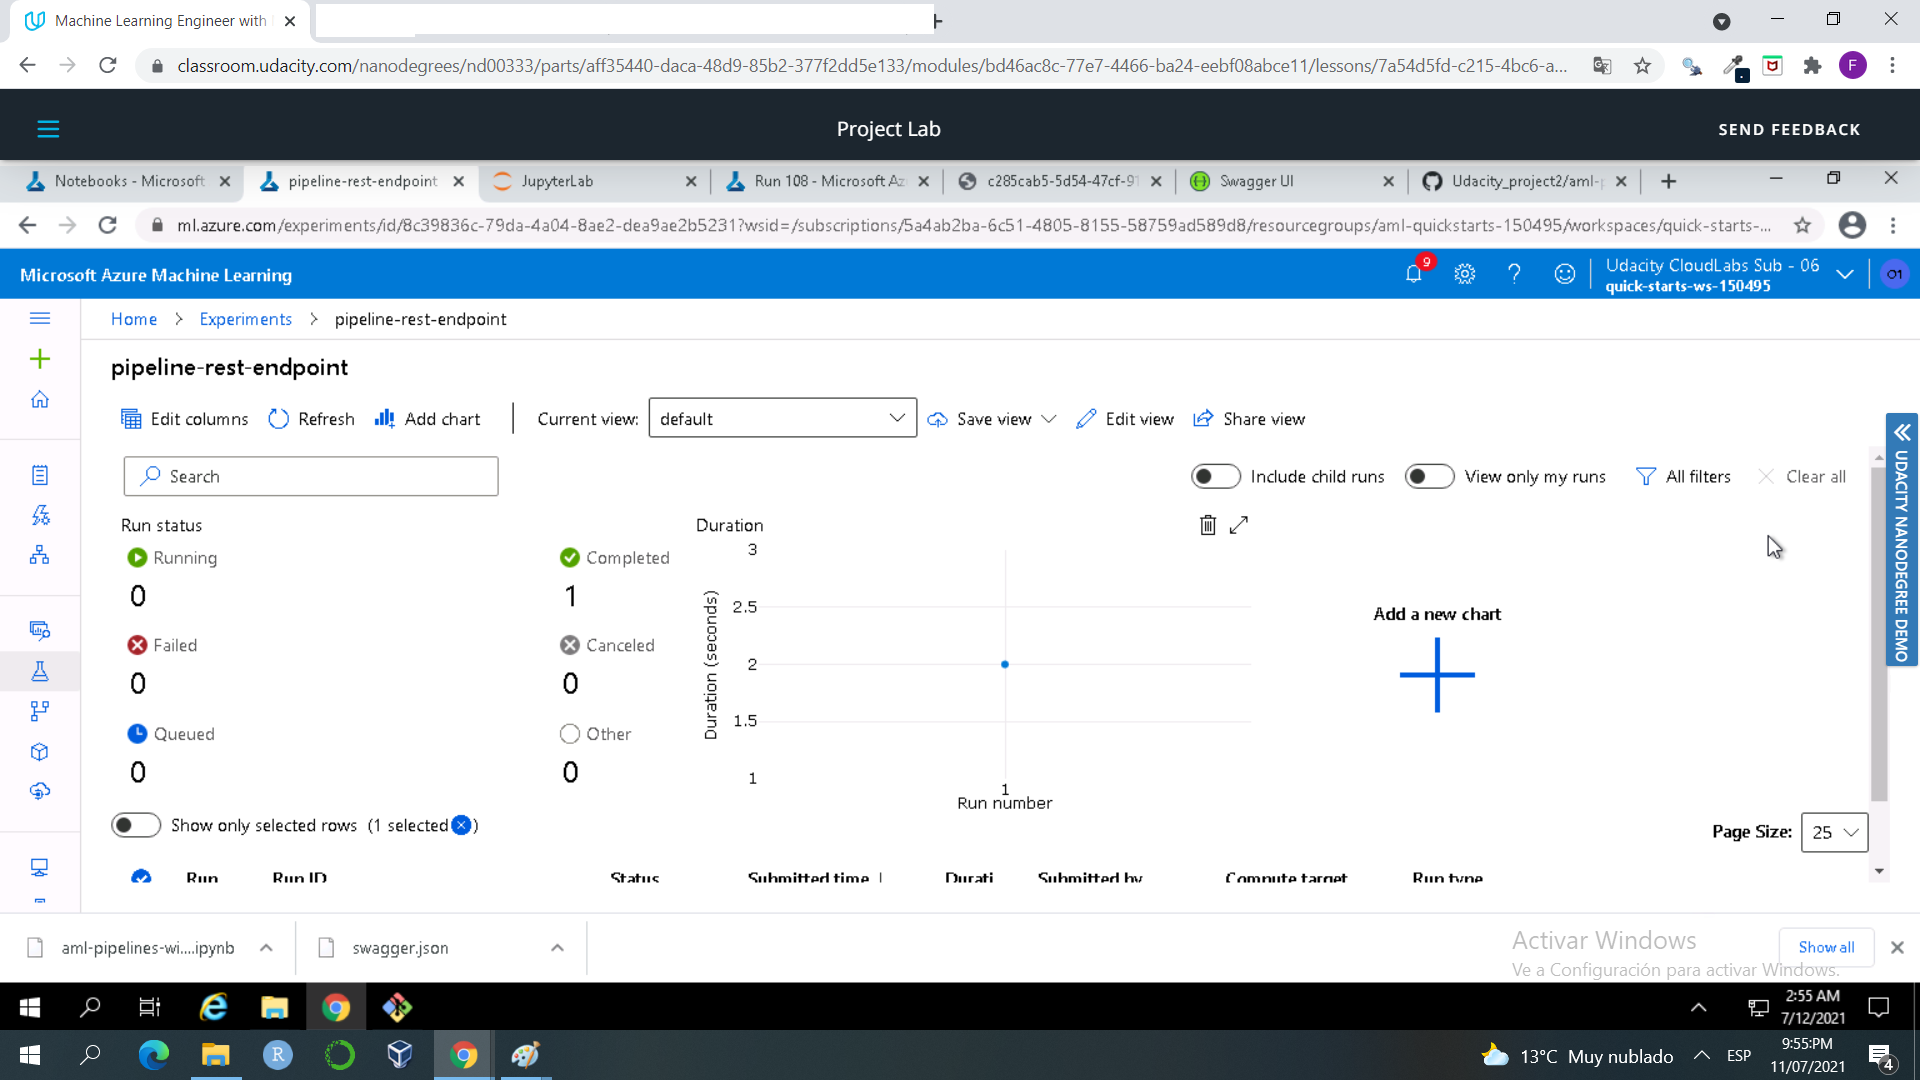 Machine Learning Engineer with
classroom.udacity.com/nanodegrees/nd00333/parts/aff35440-daca-48d9-85b2-377f2dd5e133/modules/bd46ac8c-77e7-4466-ba24-eebf08abce11/lessons/7a54d5fd-c215-4bc6-a...
F
Project Lab
SEND FEEDBACK
Notebooks - Microsoft
pipeline-rest-endpoint
JupyterLab
Run 108 - Microsoft Az
c285cab5-5d54-47cf-91
Swagger UI
Udacity_project2/aml-p
ml.azure.com/experiments/id/8c39836c-79da-4a04-8ae2-dea9ae2b5231?wsid=/subscriptions/5a4ab2ba-6c51-4805-8155-58759ad589d8/resourcegroups/aml-quickstarts-150495/workspaces/quick-starts-...
Microsoft Azure Machine Learning
9
Udacity CloudLabs Sub - 06
quick-starts-ws-150495
O1
Home > Experiments > pipeline-rest-endpoint
pipeline-rest-endpoint
Edit columns
Refresh
Add chart
Current view:
default
Save view
Edit view
Share view
Search
Include child runs
View only my runs
All filters
Clear all
UDACITY NANODEGREE DEMO
Run status
Running
0
Completed
1
Failed
0
Canceled
0
Queued
0
Other
0
Duration
Duration (seconds)
3
2.5
2
1.5
1
1
Run number
Add a new chart
Show only selected rows (1 selected )
Page Size:
25
Run
Run ID
Status
Submitted time
Durati
Submitted by
Compute target
Run type
aml-pipelines-wi....ipynb
swagger.json
Activar Windows
Ve a Configuración para activar Windows.
Show all
2:55 AM
7/12/2021
R
13°C Muy nublado
ESP
9:55:PM
11/07/2021
4